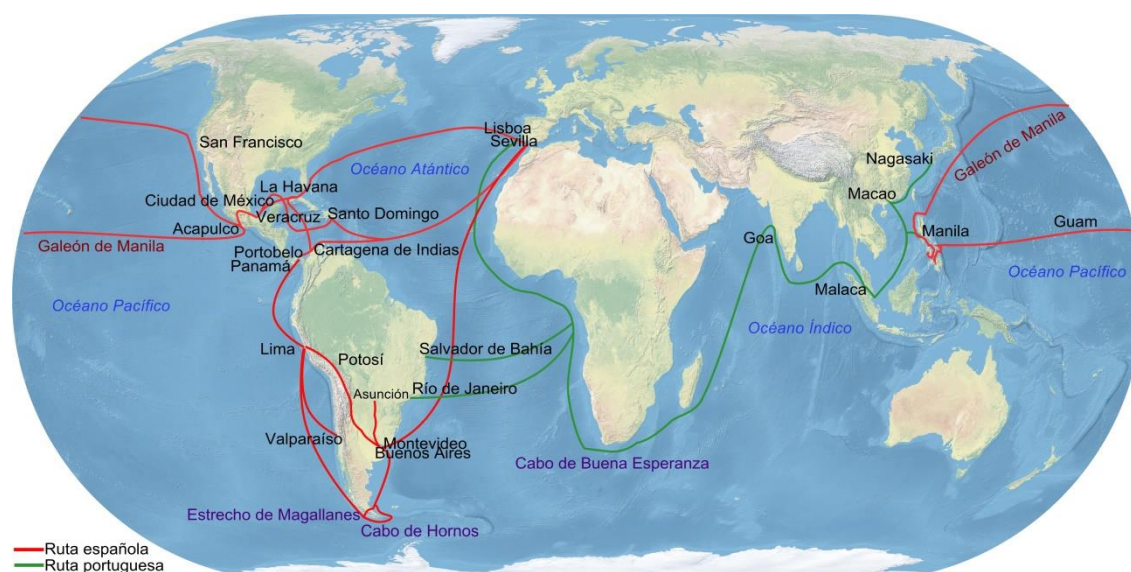 Lisboa
Sevilla
San Francisco
Nagasaki
Galeón de Manila
Océano Atántico
La Havana
Macao
Ciudad de México
Veracruz
Santo Domingo
Guam
Acapulco
Manila
Galeón de Manila
Portobelo
Cartagena de Indias
Goa
Panamá
Océano Pacífico
Océano Pacífico
Malaca
Océano Índico
Lima
Potosí
Salvador de Bahía
Asunción
Río de Janeiro
Valparaíso
Montevideo
Buenos Aires
Cabo de Buena Esperanza
Estrecho de Magallanes
Cabo de Hornos
Ruta española
Ruta portuguesa